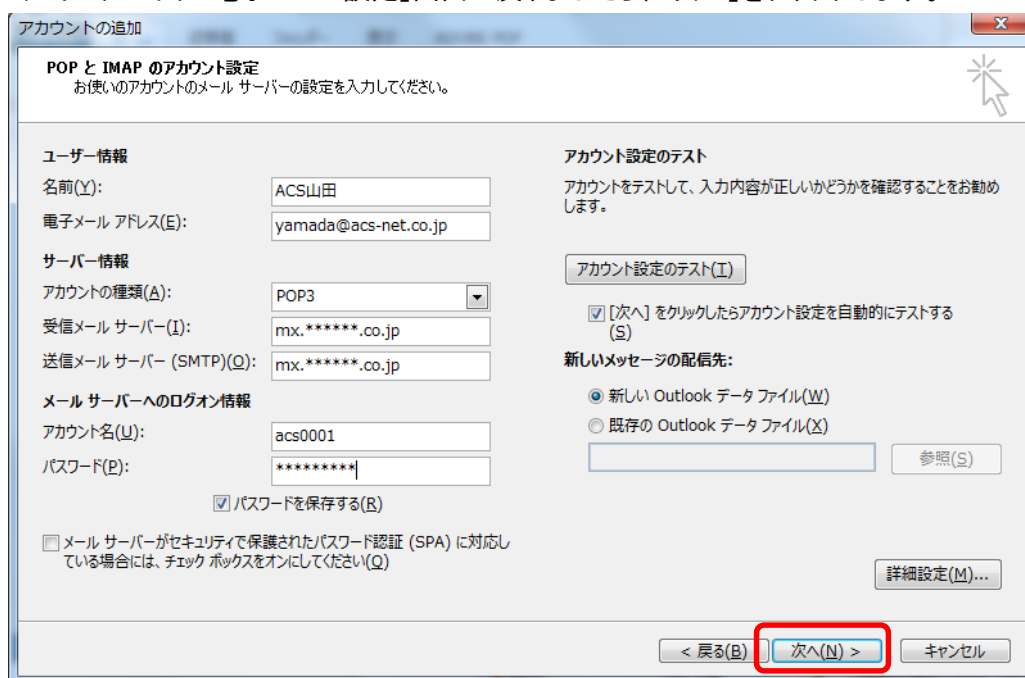 アカウントの追加
POP と IMAP のアカウント設定
お使いのアカウントのメール サーバーの設定を入力してください。
ユーザー情報
名前(Y):
ACS山田
電子メール アドレス(E):
yamada@acs-net.co.jp
サーバー情報
アカウントの種類(A):
POP3
受信メール サーバー(I):
mx.******.co.jp
送信メール サーバー (SMTP)(O):
mx.******.co.jp
メール サーバーへのログオン情報
アカウント名(U):
acs0001
パスワード(P):
*********
パスワードを保存する(R)
メール サーバーがセキュリティで保護されたパスワード認証 (SPA) に対応し
ている場合には、チェック ボックスをオンにしてください(Q)
アカウント設定のテスト
アカウントをテストして、入力内容が正しいかどうかを確認することをお勧め
します。
アカウント設定のテスト(T)
[次へ] をクリックしたらアカウント設定を自動的にテストする
(S)
新しいメッセージの配信先:
新しい Outlook データ ファイル(W)
既存の Outlook データ ファイル(X)
参照(S)
詳細設定(M)...
< 戻る(B)
次へ(N) >
キャンセル